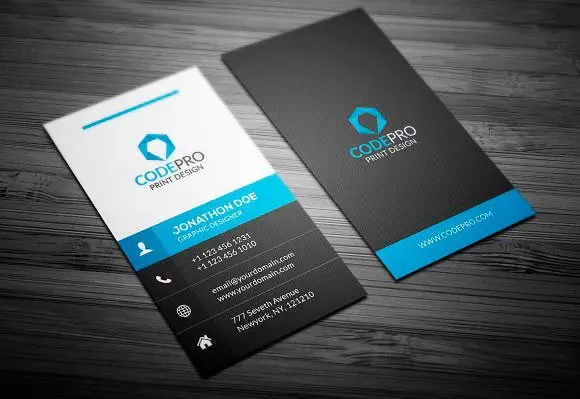 CODEPRO
PRINT DESIGN
JONATHON DOE
GRAPHIC DESIGNER
+1 123 456 1231
+1 123 456 1010
email@yourdomain.com
www.yourdomain.com
777 Seveth Avenue
Newyork, NY, 121210
CODEPRO
PRINT DESIGN
WWW.CODEPRO.COM